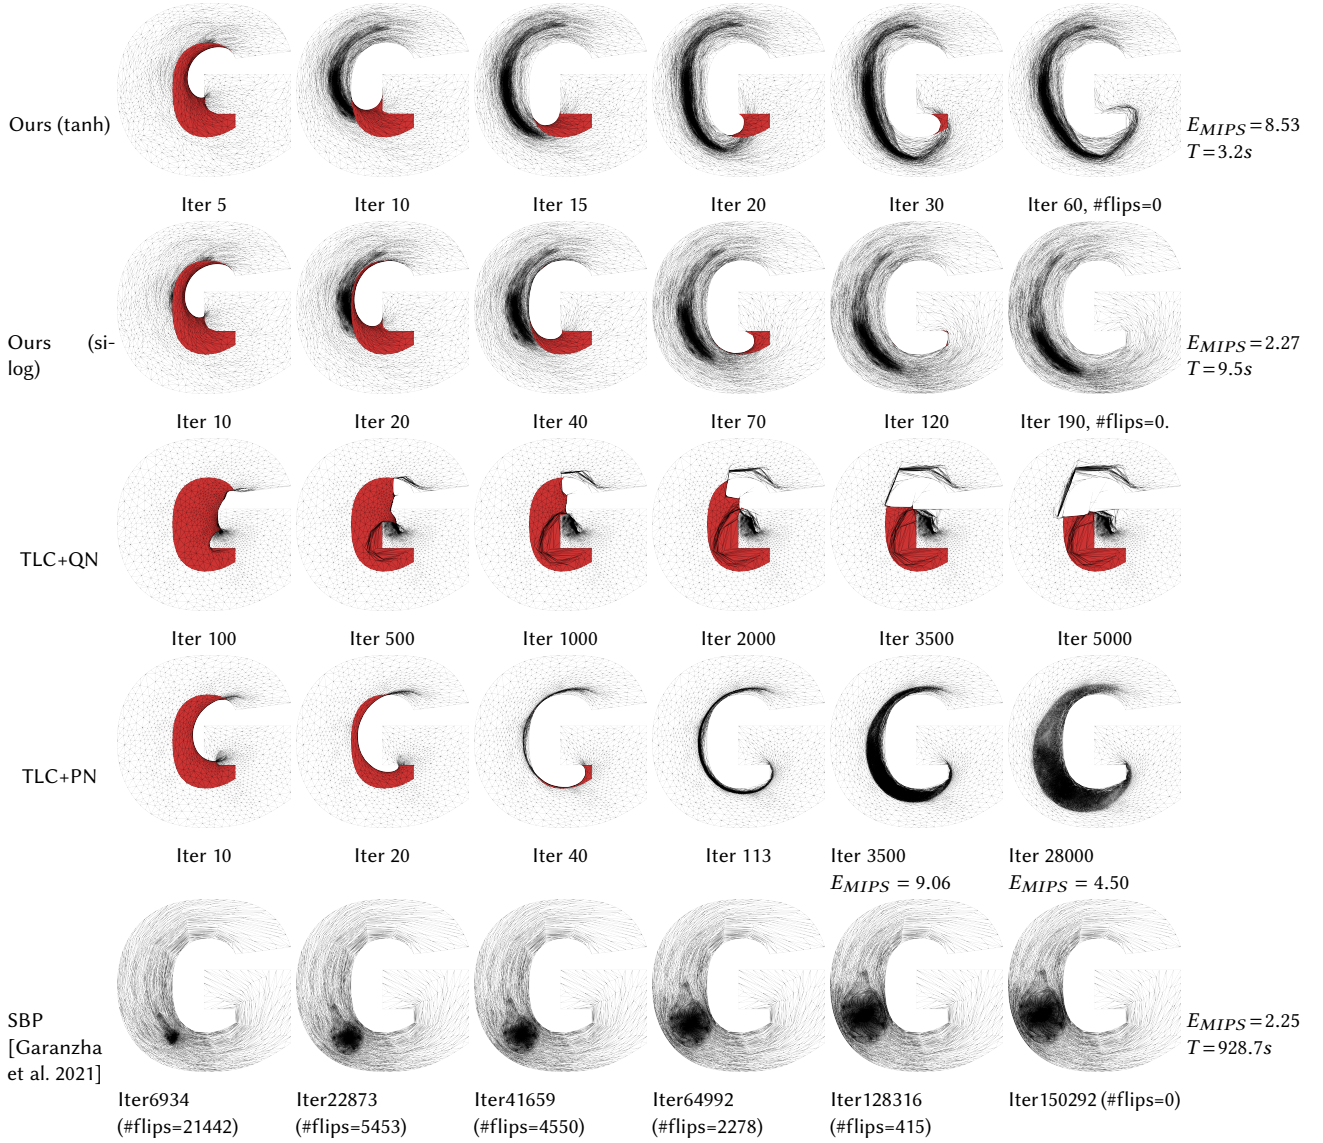 Ours (tanh)
E_MIPS=8.53
T=3.2s
Iter 5
Iter 10
Iter 15
Iter 20
Iter 30
Iter 60, #flips=0
Ours (si-
log)
E_MIPS=2.27
T=9.5s
Iter 10
Iter 20
Iter 40
Iter 70
Iter 120
Iter 190, #flips=0.
TLC+QN
Iter 100
Iter 500
Iter 1000
Iter 2000
Iter 3500
Iter 5000
TLC+PN
Iter 10
Iter 20
Iter 40
Iter 113
Iter 3500
E_MIPS = 9.06
Iter 28000
E_MIPS = 4.50
SBP
[Garanzha
et al. 2021]
E_MIPS=2.25
T=928.7s
Iter6934
(#flips=21442)
Iter22873
(#flips=5453)
Iter41659
(#flips=4550)
Iter64992
(#flips=2278)
Iter128316
(#flips=415)
Iter150292 (#flips=0)